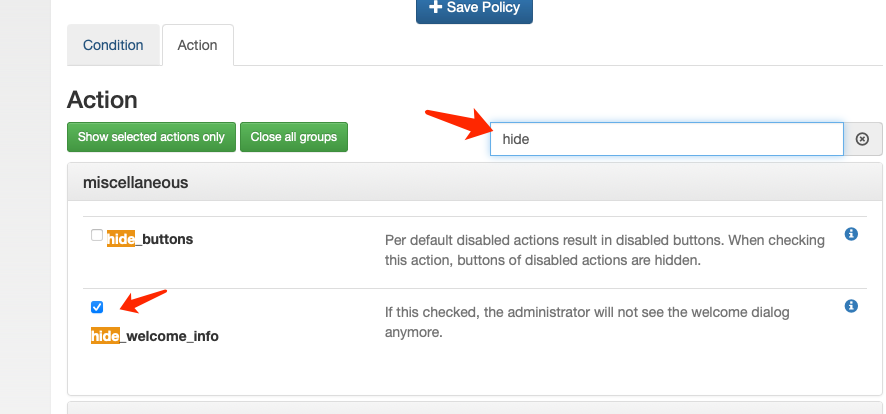 Save Policy
Condition
Action
Action
Show selected actions only
Close all groups
hide
miscellaneous
hide_buttons
Per default disabled actions result in disabled buttons. When checking
this action, buttons of disabled actions are hidden.
hide_welcome_info
If this checked, the administrator will not see the welcome dialog
anymore.